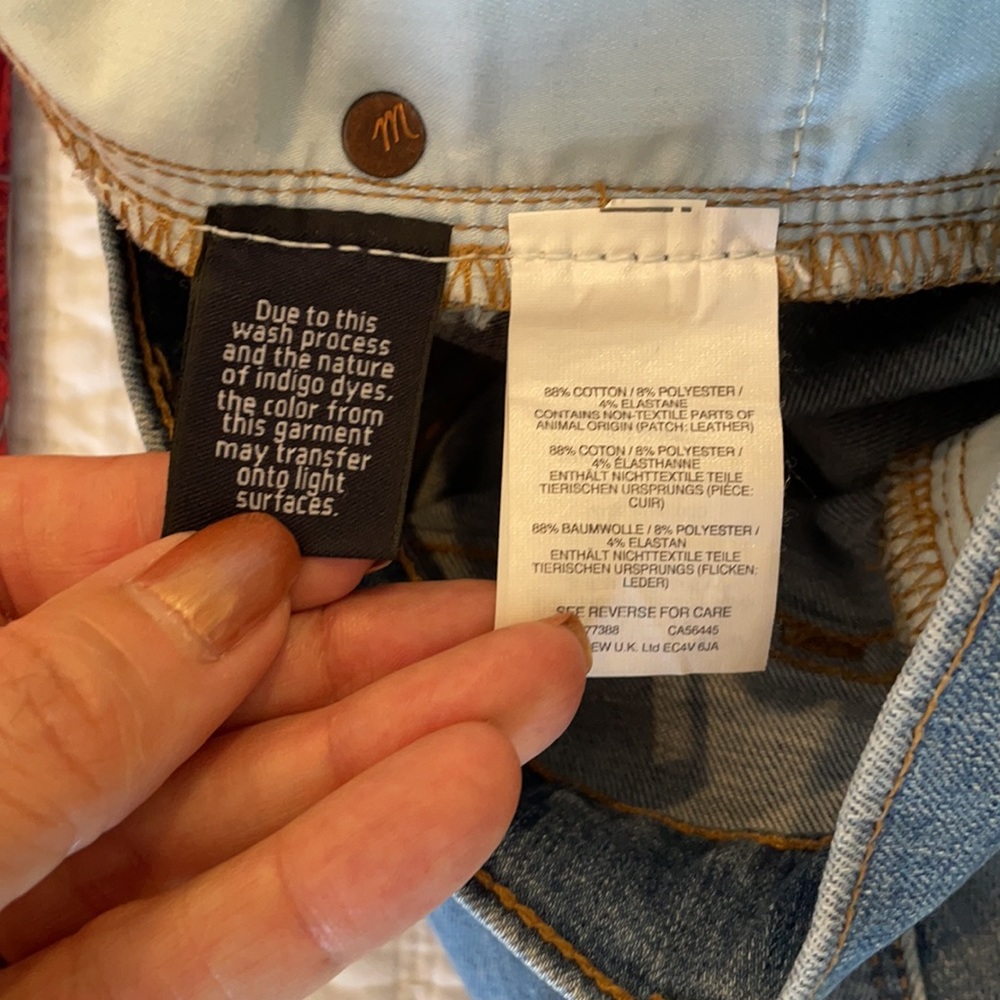 m
Due to this
wash process
and the nature
of indigo dyes,
the color from
this garment
may transfer
onto light
surfaces.
88% COTTON / 8% POLYESTER /
4% ELASTANE
CONTAINS NON-TEXTILE PARTS OF
ANIMAL ORIGIN (PATCH: LEATHER)
88% COTON / 8% POLYESTER /
4% ÉLASTHANNE
ENTHÄLT NICHTTEXTILE TEILE
TIERISCHEN URSPRUNGS (PIÈCE:
CUIR)
88% BAUMWOLLE / 8% POLYESTER /
4% ELASTAN
ENTHÄLT NICHTTEXTILE TEILE
TIERISCHEN URSPRUNGS (FLICKEN:
LEDER)
SEE REVERSE FOR CARE
77388 CA56445
EW U.K. Ltd EC4V 6JA